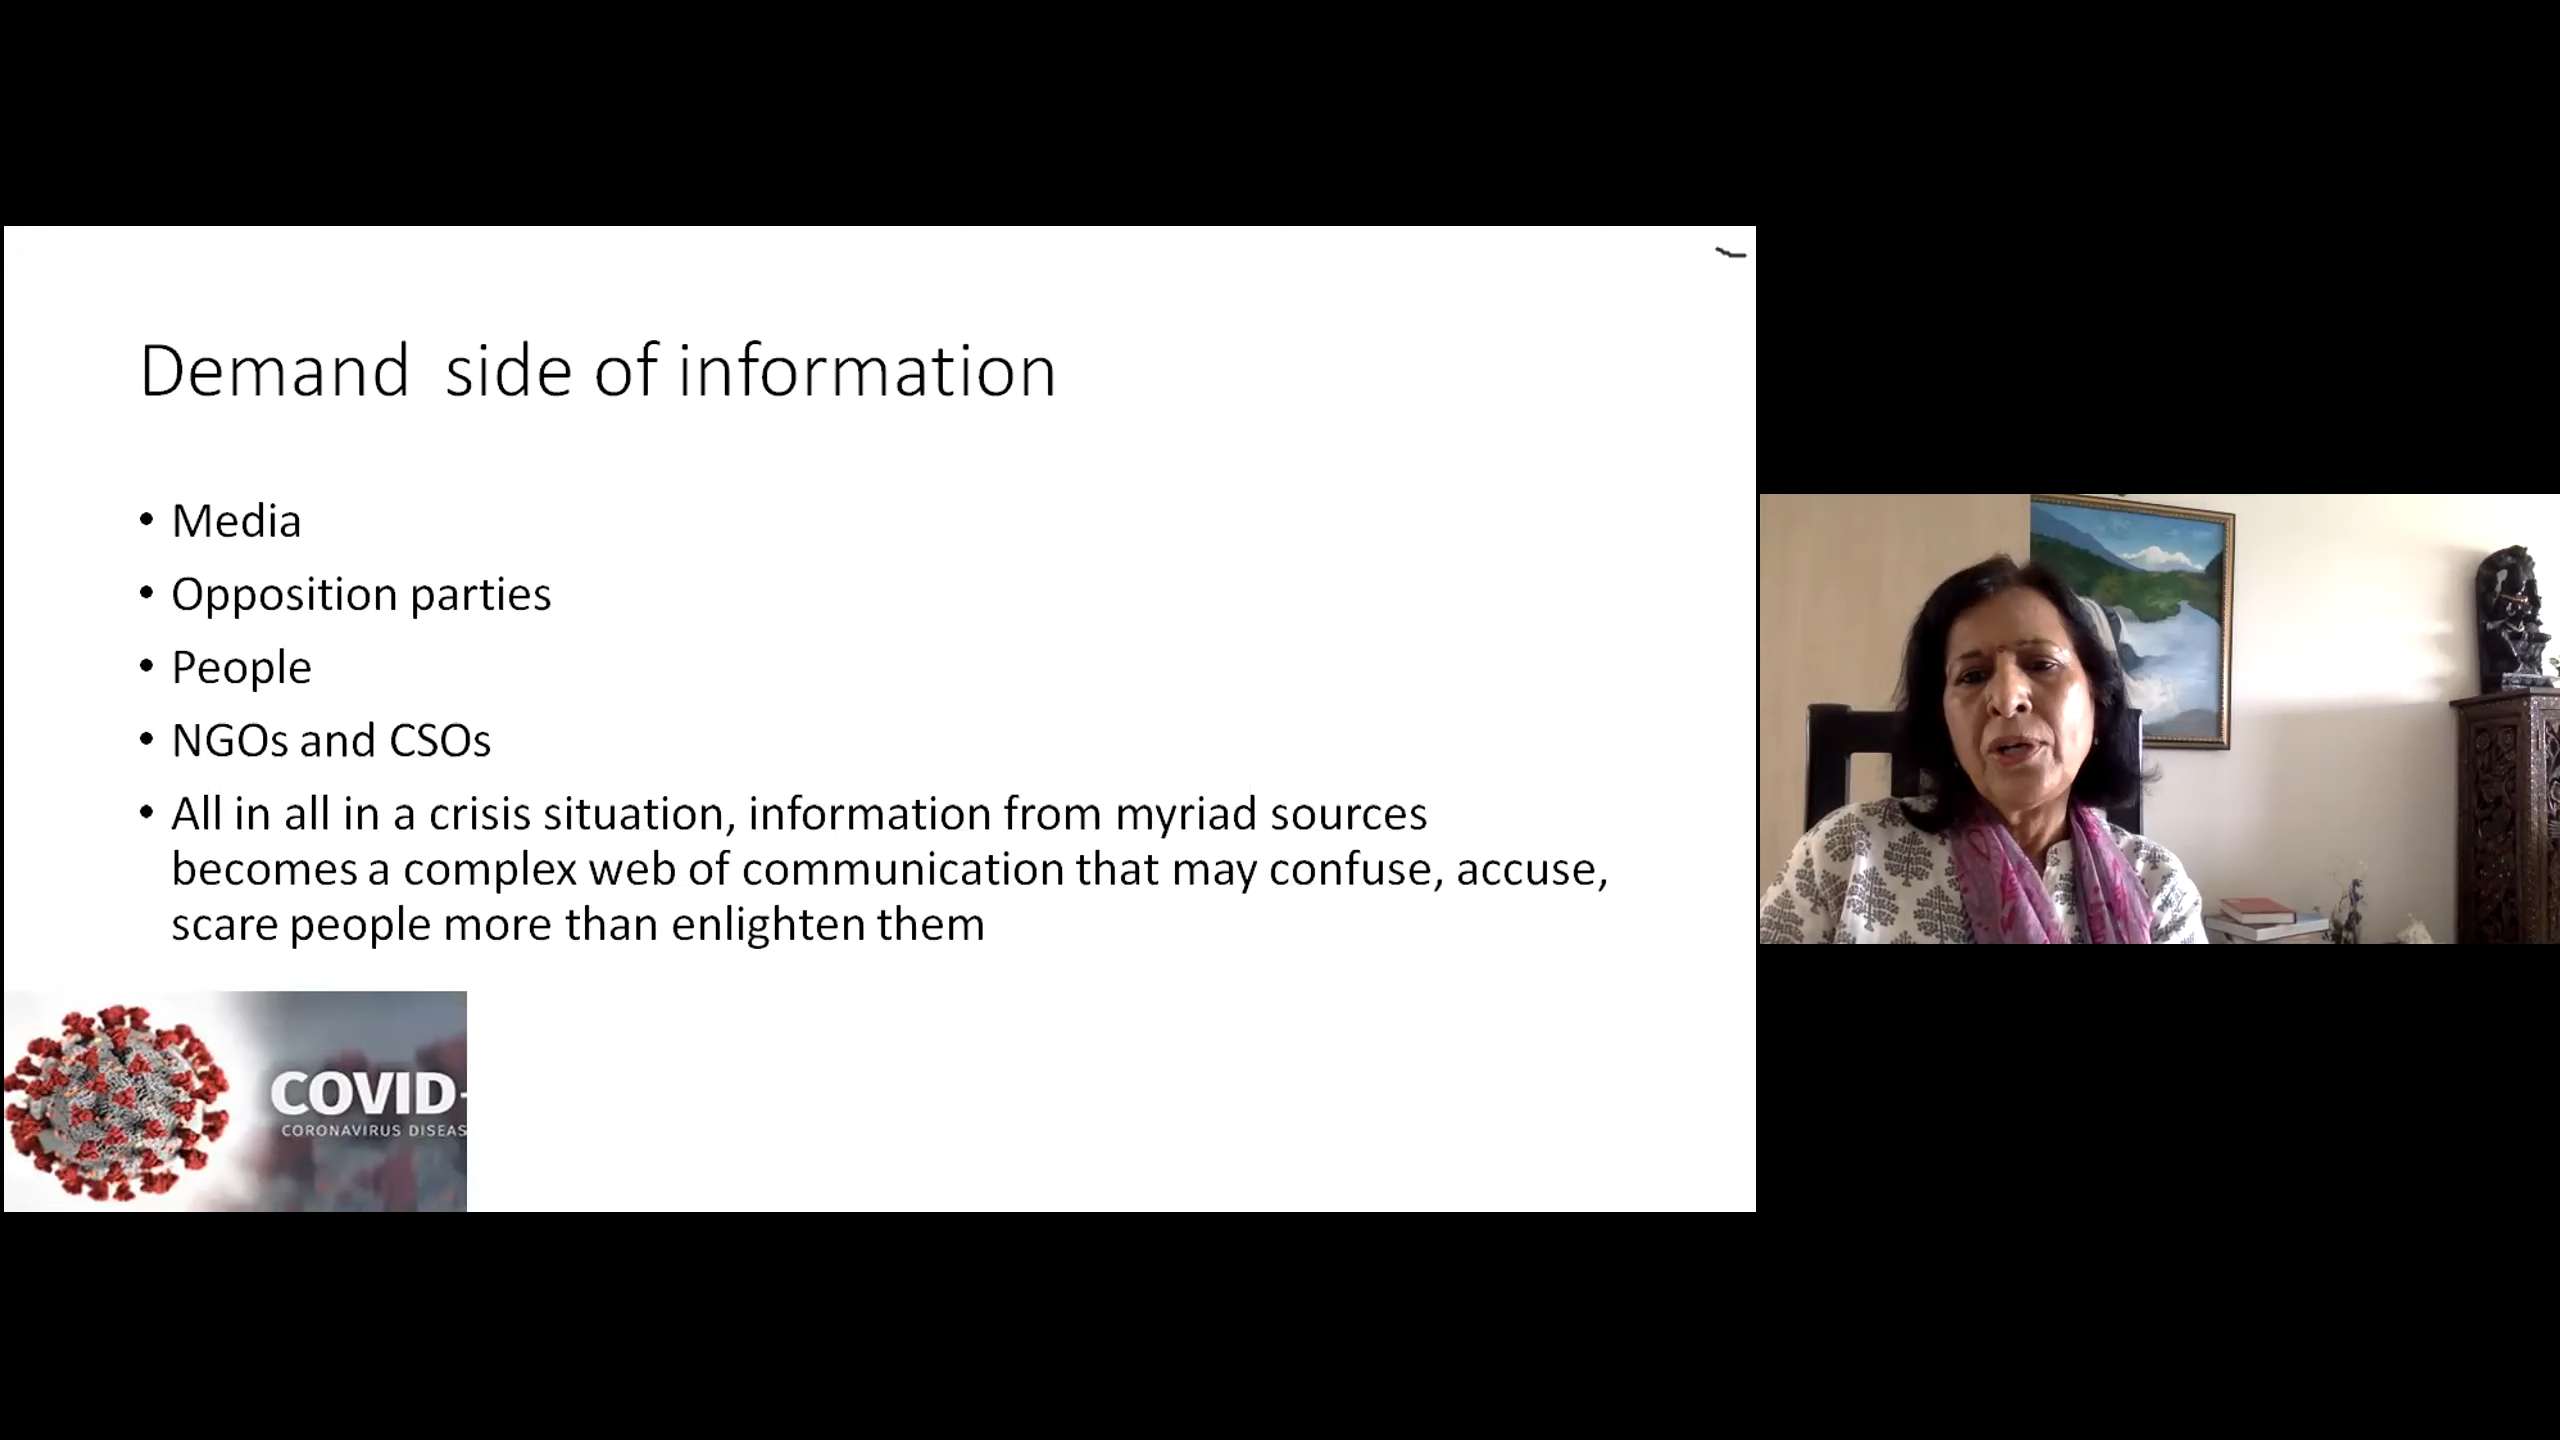 Demand side of information
• Media
• Opposition parties
• People
• NGOs and CSOs
• All in all in a crisis situation, information from myriad sources
becomes a complex web of communication that may confuse, accuse,
scare people more than enlighten them
COVID-
CORONAVIRUS DISEAS